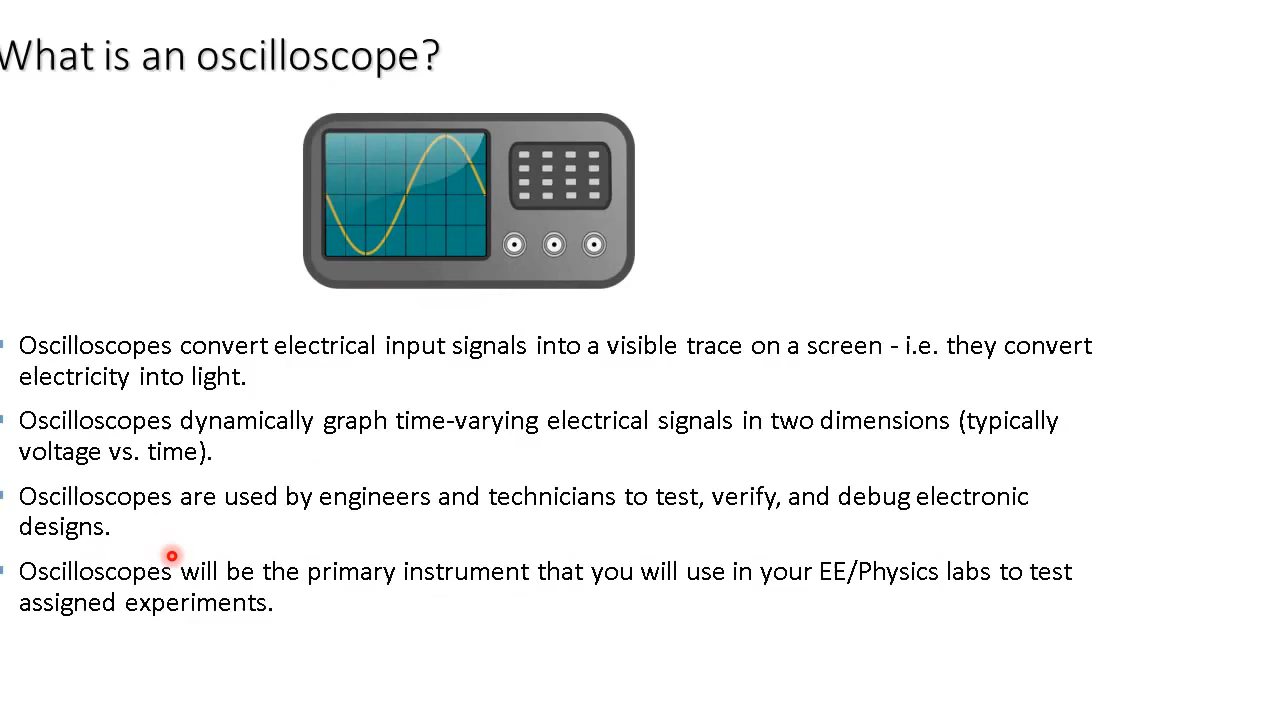 What is an oscilloscope?
Oscilloscopes convert electrical input signals into a visible trace on a screen - i.e. they convert
electricity into light.
Oscilloscopes dynamically graph time-varying electrical signals in two dimensions (typically
voltage vs. time).
Oscilloscopes are used by engineers and technicians to test, verify, and debug electronic
designs.
Oscilloscopes will be the primary instrument that you will use in your EE/Physics labs to test
assigned experiments.